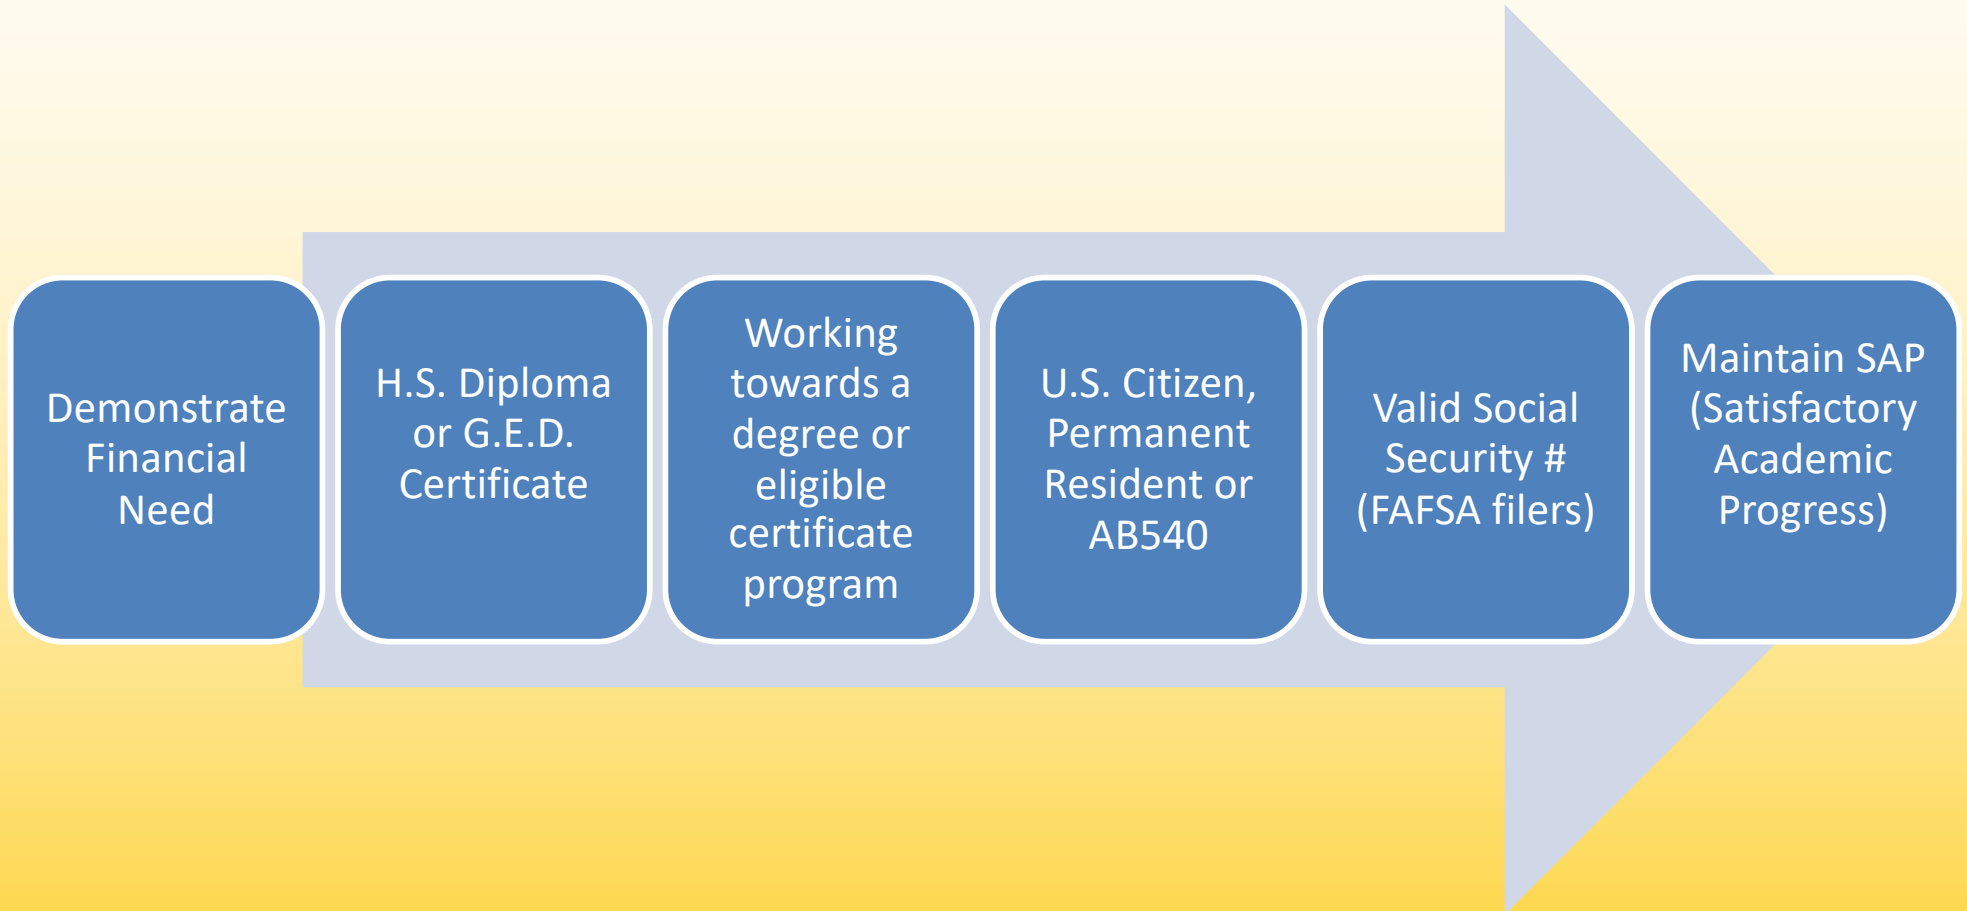 Demonstrate
Financial
Need
H.S. Diploma
or G.E.D.
Certificate
Working
towards a
degree or
eligible
certificate
program
U.S. Citizen,
Permanent
Resident or
AB540
Valid Social
Security #
(FAFSA filers)
Maintain SAP
(Satisfactory
Academic
Progress)